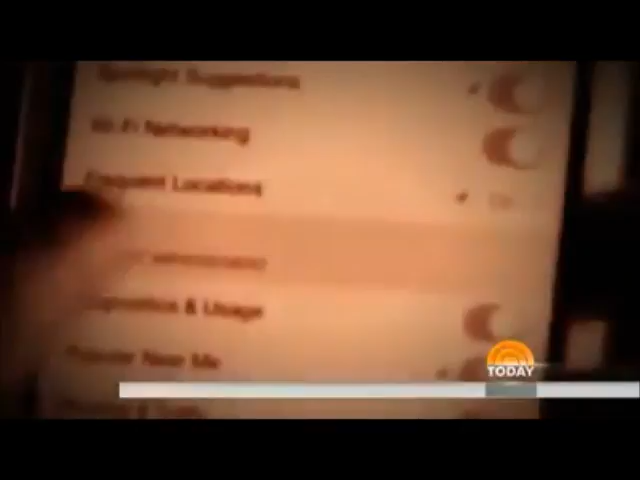 Spotlight Suggestions
Wi-Fi Networking
Frequent Locations
Diagnostics & Usage
Popular Near Me
TODAY